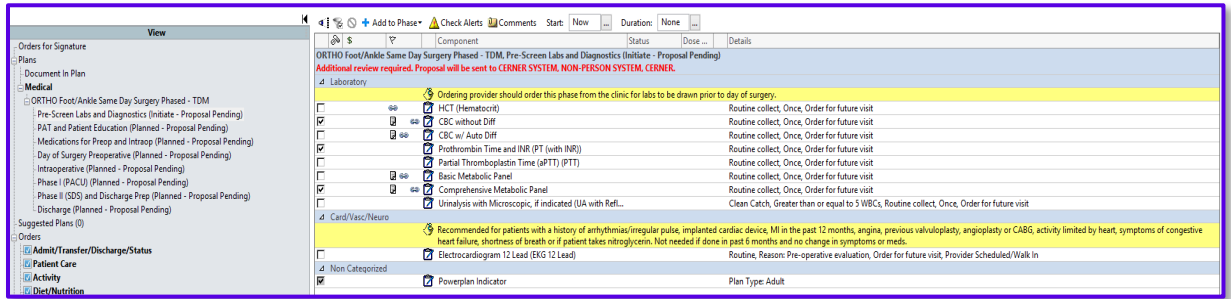 View
Orders for Signature
Plans
Document In Plan
Medical
ORTHO Foot/Ankle Same Day Surgery Phased - TDM
Pre-Screen Labs and Diagnostics (Initiate - Proposal Pending)
PAT and Patient Education (Planned - Proposal Pending)
Medications for Preop and Intraop (Planned - Proposal Pending)
Day of Surgery Preoperative (Planned - Proposal Pending)
Intraoperative (Planned - Proposal Pending)
Phase I (PACU) (Planned - Proposal Pending)
Phase II (SDS) and Discharge Prep (Planned - Proposal Pending)
Discharge (Planned - Proposal Pending)
Suggested Plans (0)
Orders
Admit/Transfer/Discharge/Status
Patient Care
Activity
Diet/Nutrition
+ Add to Phase Check Alerts Comments Start: Now ... Duration: None ...
$ Component Status Dose ... Details
ORTHO Foot/Ankle Same Day Surgery Phased - TDM, Pre-Screen Labs and Diagnostics (Initiate - Proposal Pending)
Additional review required. Proposal will be sent to CERNER SYSTEM, NON-PERSON SYSTEM, CERNER.
Laboratory
Ordering provider should order this phase from the clinic for labs to be drawn prior to day of surgery.
HCT (Hematocrit) Routine collect, Once, Order for future visit
CBC without Diff Routine collect, Once, Order for future visit
CBC w/ Auto Diff Routine collect, Once, Order for future visit
Prothrombin Time and INR (PT (with INR)) Routine collect, Once, Order for future visit
Partial Thromboplastin Time (aPTT) (PTT) Routine collect, Once, Order for future visit
Basic Metabolic Panel Routine collect, Once, Order for future visit
Comprehensive Metabolic Panel Routine collect, Once, Order for future visit
Urinalysis with Microscopic, if indicated (UA with Refl... Clean Catch, Greater than or equal to 5 WBCs, Routine collect, Once, Order for future visit
Card/Vasc/Neuro
Recommended for patients with a history of arrhythmias/irregular pulse, implanted cardiac device, MI in the past 12 months, angina, previous valvuloplasty, angioplasty or CABG, activity limited by heart, symptoms of congestive
heart failure, shortness of breath or if patient takes nitroglycerin. Not needed if done in past 6 months and no change in symptoms or meds.
Electrocardiogram 12 Lead (EKG 12 Lead) Routine, Reason: Pre-operative evaluation, Order for future visit, Provider Scheduled/Walk In
Non Categorized
Powerplan Indicator Plan Type: Adult